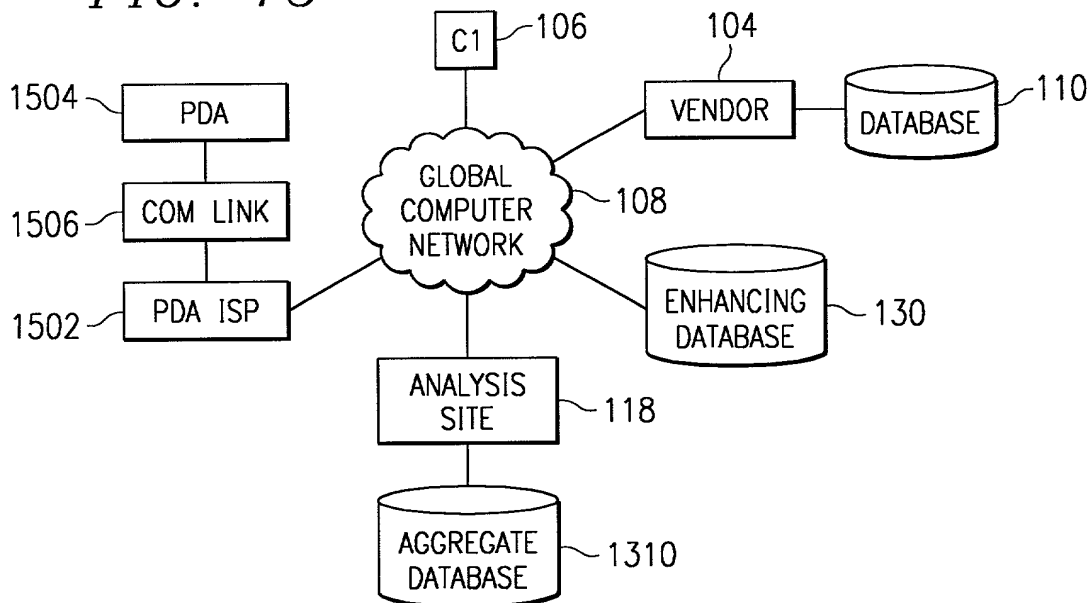 C1
106
104
VENDOR
DATABASE
110
1504
PDA
1506
COM LINK
1502
PDA ISP
GLOBAL
COMPUTER
NETWORK
108
ENHANCING
DATABASE
130
ANALYSIS
SITE
118
AGGREGATE
DATABASE
1310